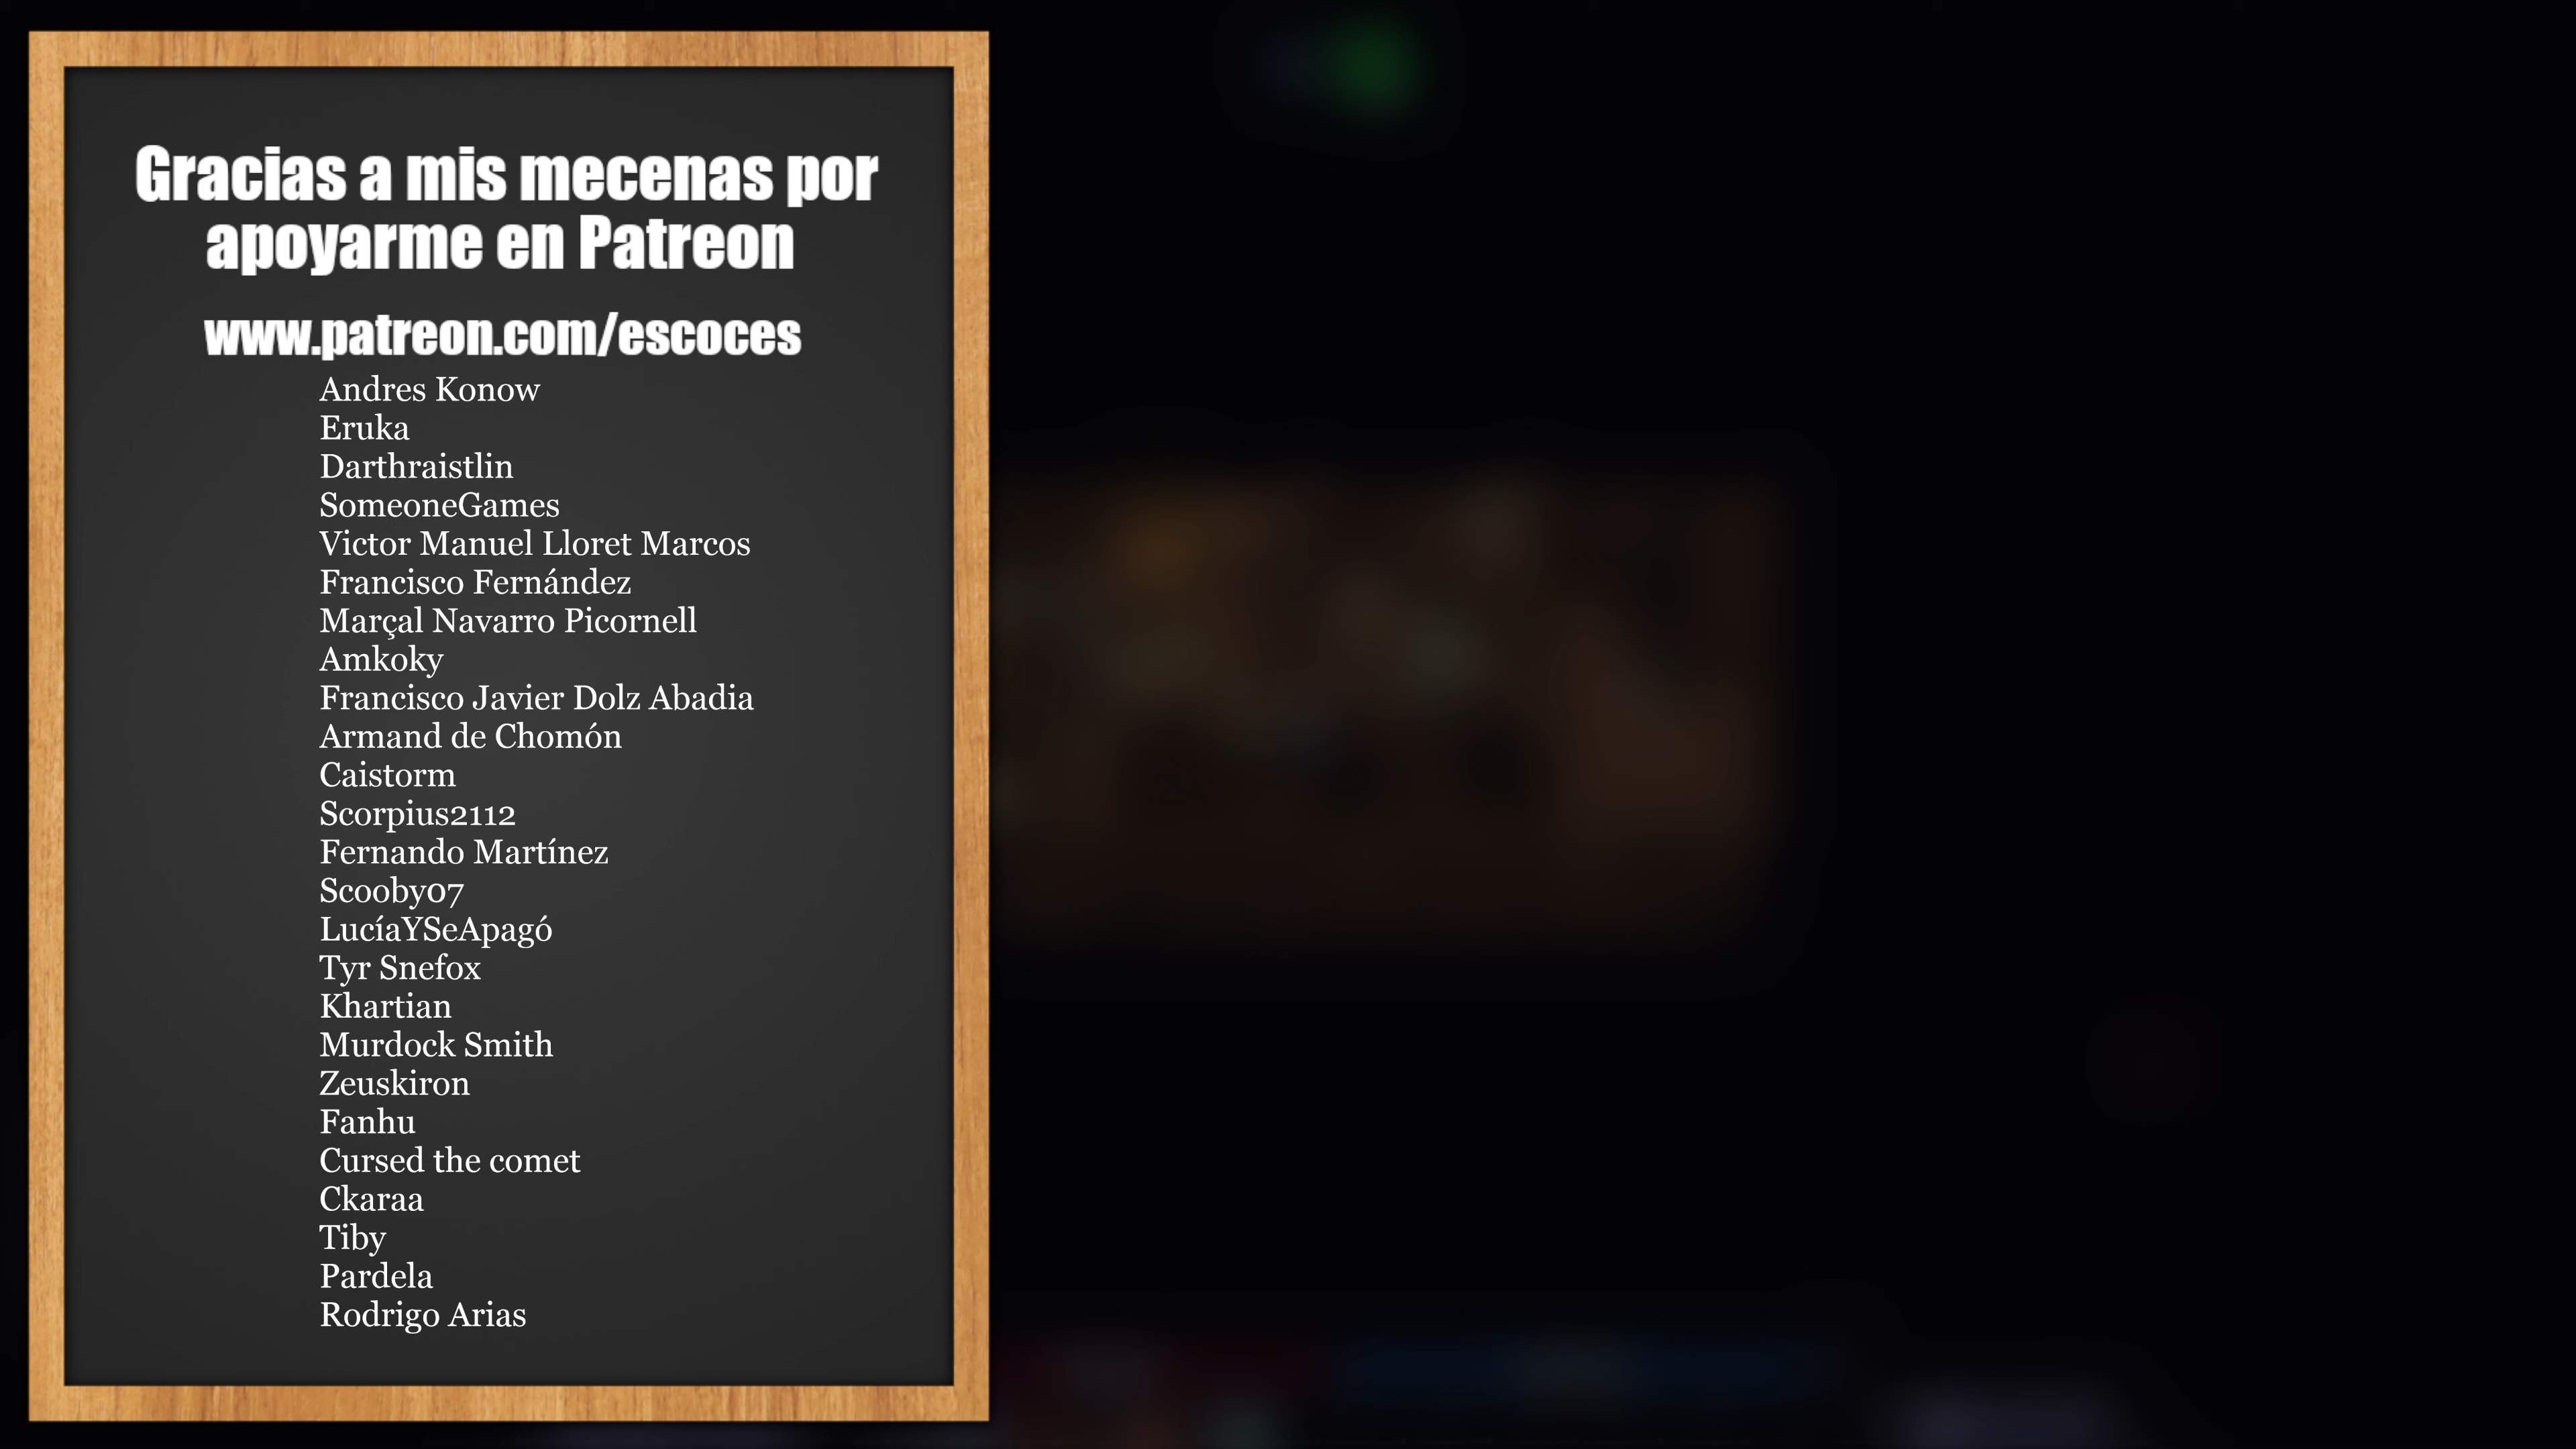 Gracias a mis mecenas por
apoyarme en Patreon
www.patreon.com/escoces
Andres Konow
Eruka
Darthraistlin
SomeoneGames
Victor Manuel Lloret Marcos
Francisco Fernández
Marçal Navarro Picornell
Amkoky
Francisco Javier Dolz Abadia
Armand de Chomón
Caistorm
Scorpius2112
Fernando Martínez
Scooby07
LucíaYSeApagó
Tyr Snefox
Khartian
Murdock Smith
Zeuskiron
Fanhu
Cursed the comet
Ckaraa
Tiby
Pardela
Rodrigo Arias